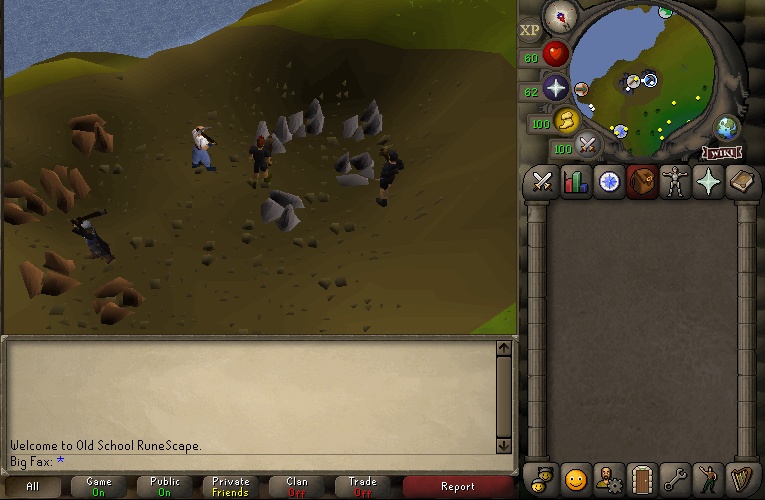 XP
60
62
100
100
WIKI
Welcome to Old School RuneScape.
Big Fax: *
All
Game
On
Public
On
Private
Friends
Clan
Off
Trade
Off
Report